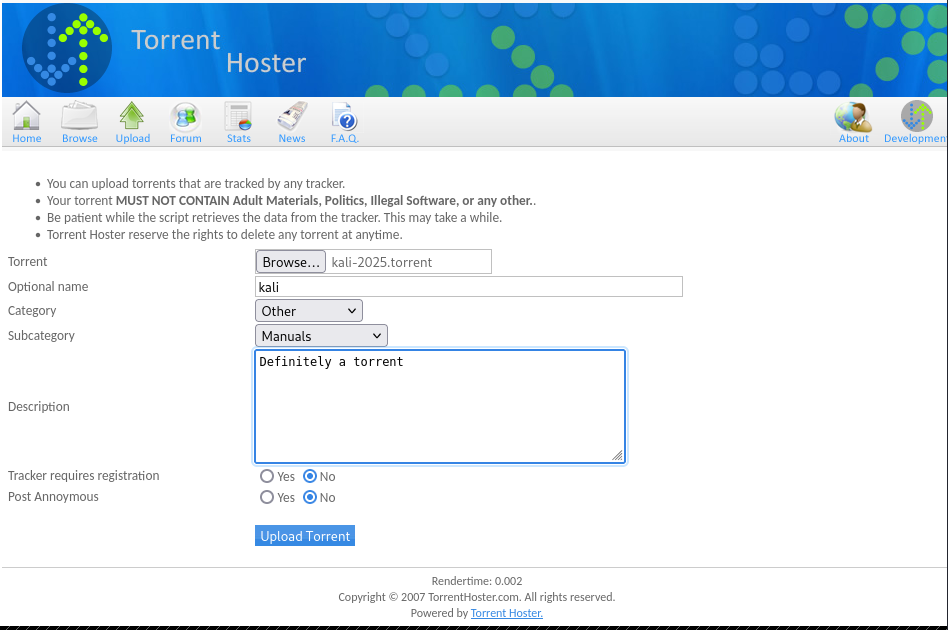 Torrent
Hoster
Home Browse Upload Forum Stats News F.A.Q. About Developmen
You can upload torrents that are tracked by any tracker.
Your torrent MUST NOT CONTAIN Adult Materials, Politics, Illegal Software, or any other..
Be patient while the script retrieves the data from the tracker. This may take a while.
Torrent Hoster reserve the rights to delete any torrent at anytime.
Torrent Browse... kali-2025.torrent
Optional name kali
Category Other
Subcategory Manuals
Definitely a torrent
Description
Tracker requires registration Yes No
Post Annoymous Yes No
Upload Torrent
Rendertime: 0.002
Copyright © 2007 TorrentHoster.com. All rights reserved.
Powered by Torrent Hoster.